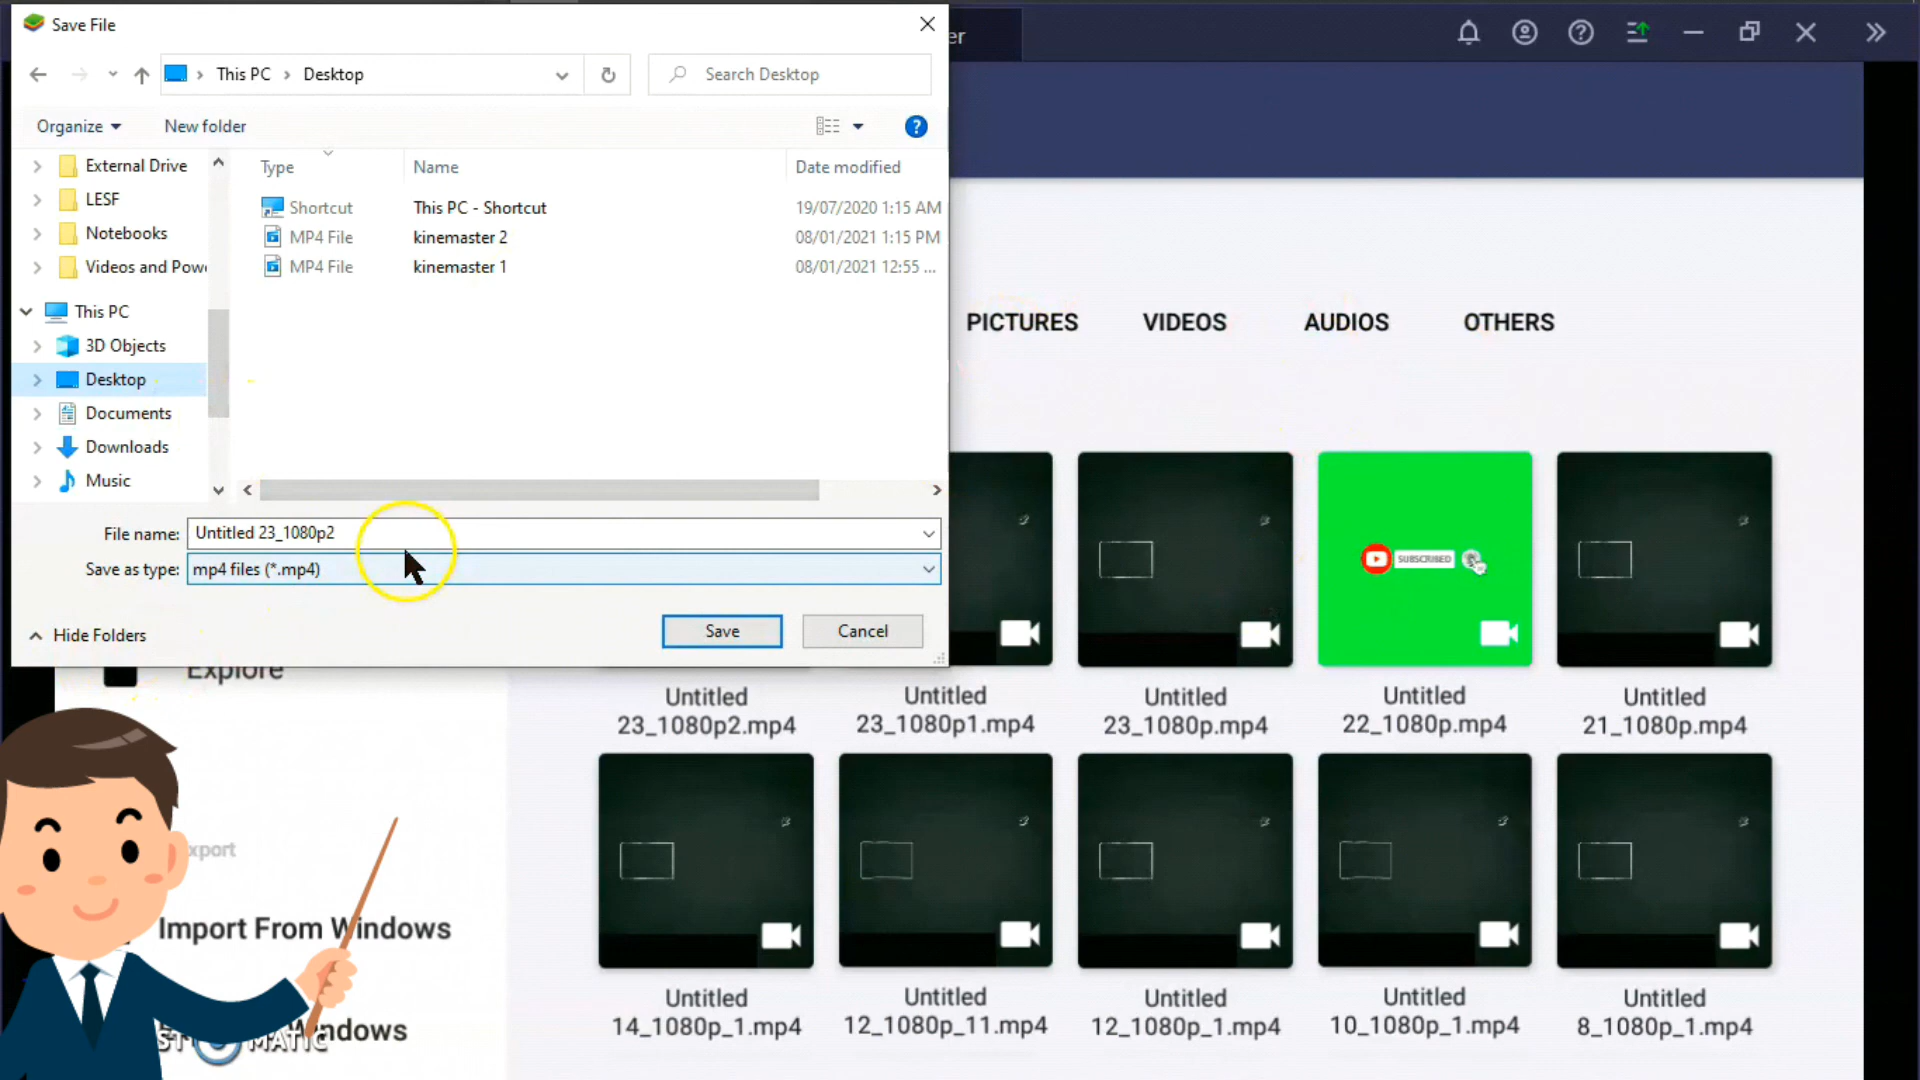 Save File
er
This PC
Desktop
Search Desktop
Organize
New folder
?
External Drive
LESF
Notebooks
Videos and Pow
This PC
3D Objects
Desktop
Documents
Downloads
Music
Type
Name
Date modified
Shortcut
This PC - Shortcut
19/07/2020 1:15 AM
MP4 File
kinemaster 2
08/01/2021 1:15 PM
MP4 File
kinemaster 1
08/01/2021 12:55 ...
File name:
Untitled 23_1080p2
Save as type:
mp4 files (*.mp4)
Hide Folders
Save
Cancel
PICTURES
VIDEOS
AUDIOS
OTHERS
SUBSCRIBED
Explore
Untitled
23_1080p2.mp4
Untitled
23_1080p1.mp4
Untitled
23_1080p.mp4
Untitled
22_1080p.mp4
Untitled
21_1080p.mp4
xport
Import From Windows
ndows
Untitled
14_1080p_1.mp4
Untitled
12_1080p_11.mp4
Untitled
12_1080p_1.mp4
Untitled
10_1080p_1.mp4
Untitled
8_1080p_1.mp4